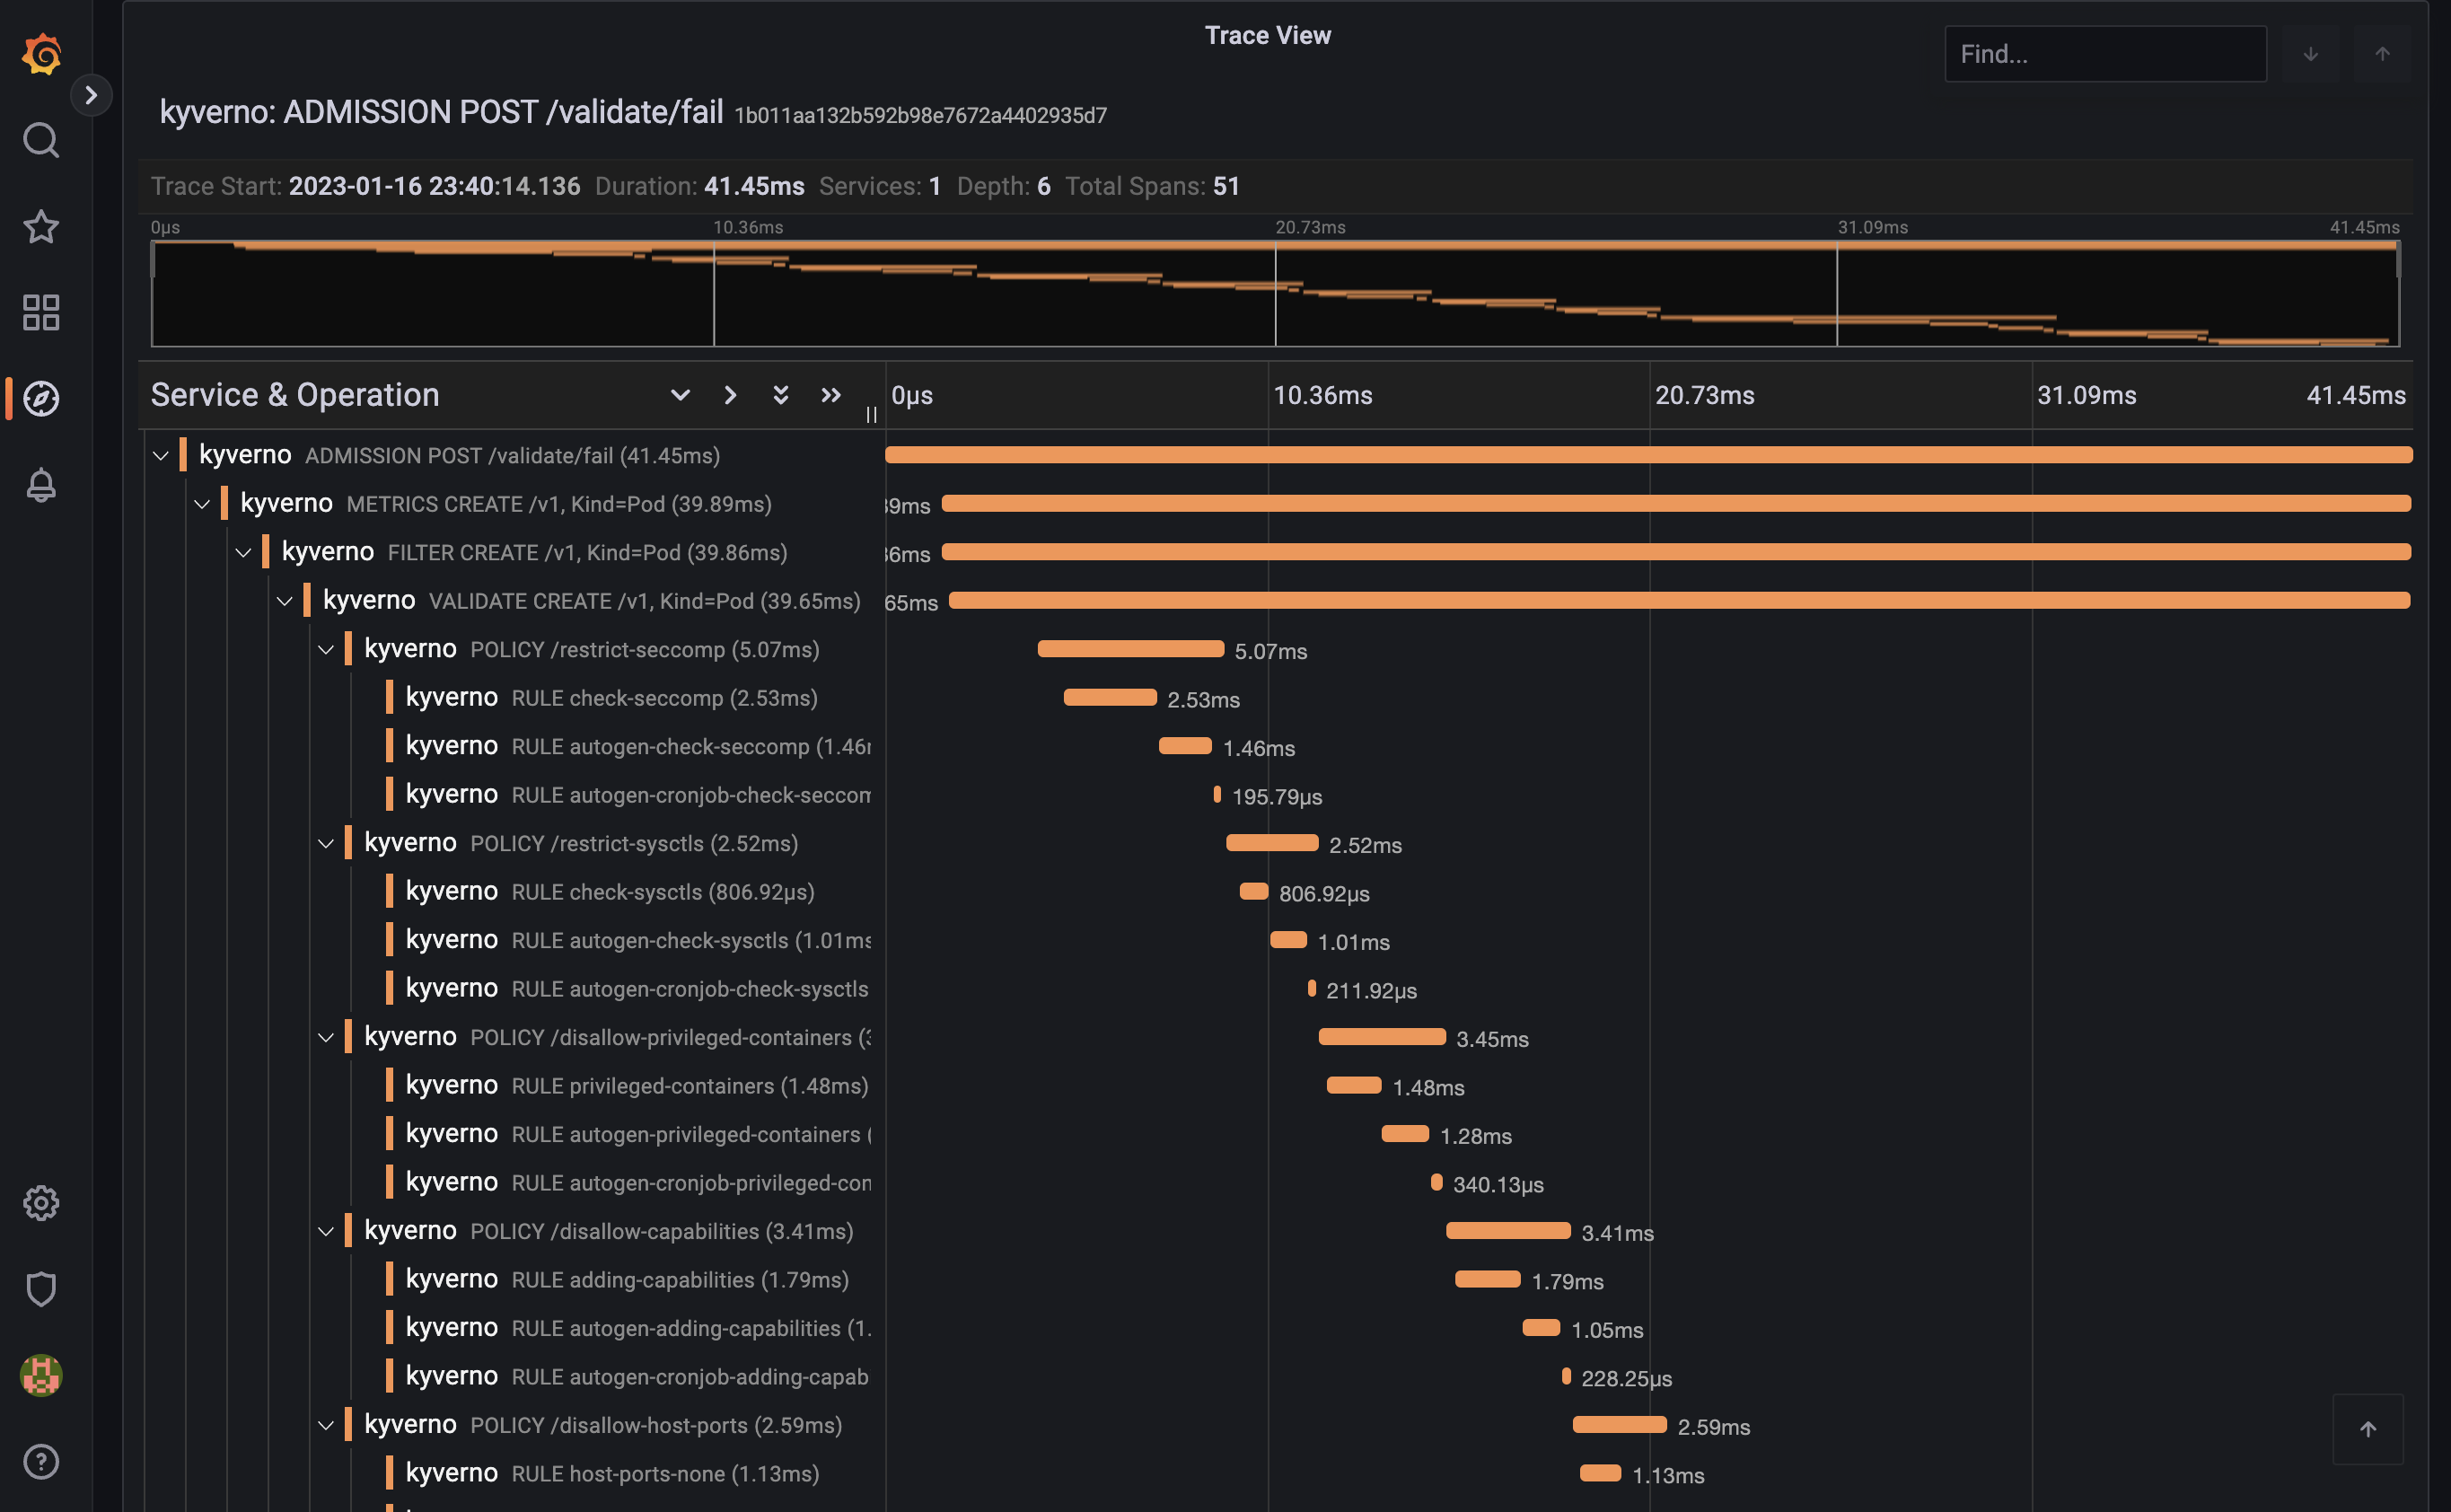 Trace View
Find...
kyverno: ADMISSION POST /validate/fail 1b011aa132b592b98e7672a4402935d7
Trace Start: 2023-01-16 23:40:14.136 Duration: 41.45ms Services: 1 Depth: 6 Total Spans: 51
0µs 10.36ms 20.73ms 31.09ms 41.45ms
Service & Operation 0µs 10.36ms 20.73ms 31.09ms 41.45ms
kyverno ADMISSION POST /validate/fail (41.45ms)
kyverno METRICS CREATE /v1, Kind=Pod (39.89ms) 9ms
kyverno FILTER CREATE /v1, Kind=Pod (39.86ms) 6ms
kyverno VALIDATE CREATE /v1, Kind=Pod (39.65ms) 65ms
kyverno POLICY /restrict-seccomp (5.07ms) 5.07ms
kyverno RULE check-seccomp (2.53ms) 2.53ms
kyverno RULE autogen-check-seccomp (1.46 1.46ms
kyverno RULE autogen-cronjob-check-seccom 195.79µs
kyverno POLICY /restrict-sysctls (2.52ms) 2.52ms
kyverno RULE check-sysctls (806.92µs) 806.92µs
kyverno RULE autogen-check-sysctls (1.01ms 1.01ms
kyverno RULE autogen-cronjob-check-sysctls 211.92µs
kyverno POLICY /disallow-privileged-containers (3 3.45ms
kyverno RULE privileged-containers (1.48ms) 1.48ms
kyverno RULE autogen-privileged-containers ( 1.28ms
kyverno RULE autogen-cronjob-privileged-con 340.13µs
kyverno POLICY /disallow-capabilities (3.41ms) 3.41ms
kyverno RULE adding-capabilities (1.79ms) 1.79ms
kyverno RULE autogen-adding-capabilities (1. 1.05ms
kyverno RULE autogen-cronjob-adding-capab 228.25µs
kyverno POLICY /disallow-host-ports (2.59ms) 2.59ms
kyverno RULE host-ports-none (1.13ms) 1.13ms